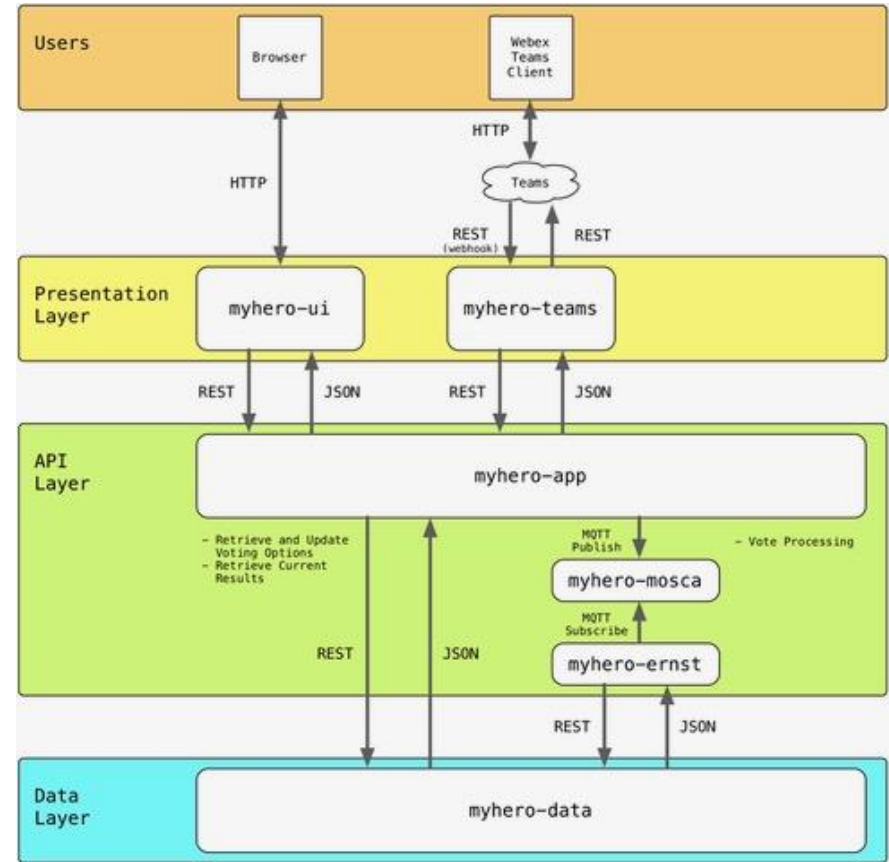 Users
Browser
Webex
Teams
Client
HTTP
HTTP
Teams
REST
(webhook)
REST
Presentation
Layer
myhero-ui
myhero-teams
REST
JSON
REST
JSON
API
Layer
myhero-app
- Retrieve and Update
Voting Options
- Retrieve Current
Results
MQTT
Publish
- Vote Processing
myhero-mosca
MQTT
Subscribe
myhero-ernst
REST
JSON
REST
JSON
Data
Layer
myhero-data